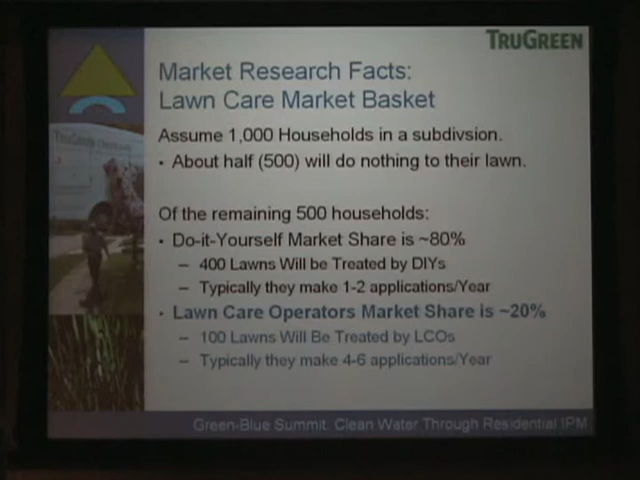 TRUGREEN
Market Research Facts:
Lawn Care Market Basket
Assume 1,000 Households in a subdivsion.
• About half (500) will do nothing to their lawn.
Of the remaining 500 households:
• Do-it-Yourself Market Share is ~80%
– 400 Lawns Will be Treated by DIYs
– Typically they make 1-2 applications/Year
• Lawn Care Operators Market Share is ~20%
– 100 Lawns Will Be Treated by LCOs
– Typically they make 4-6 applications/Year
Green-Blue Summit: Clean Water Through Residential IPM